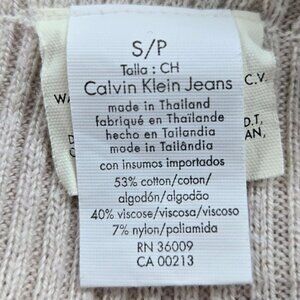 S/P
Talla : CH
Calvin Klein Jeans
made in Thailand
fabriqué en Thaïlande
hecho en Tailandia
made in Tailândia
con insumos importados
53% cotton/coton/
algodón/algodão
40% viscose/viscosa/viscoso
7% nylon/poliamida
RN 36009
CA 00213
C.V.